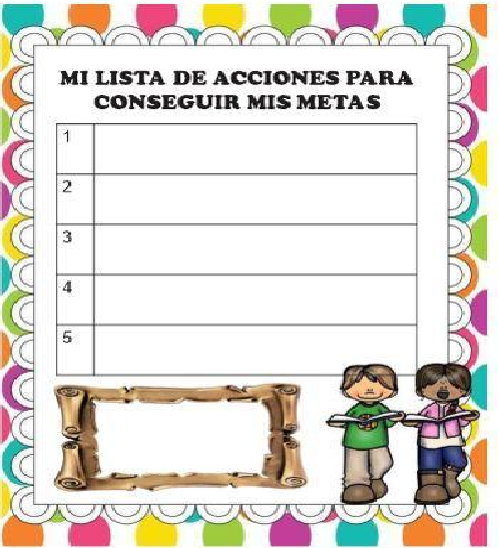 MI LISTA DE ACCIONES PARA
CONSEGUIR MIS METAS
1
2
3
4
5